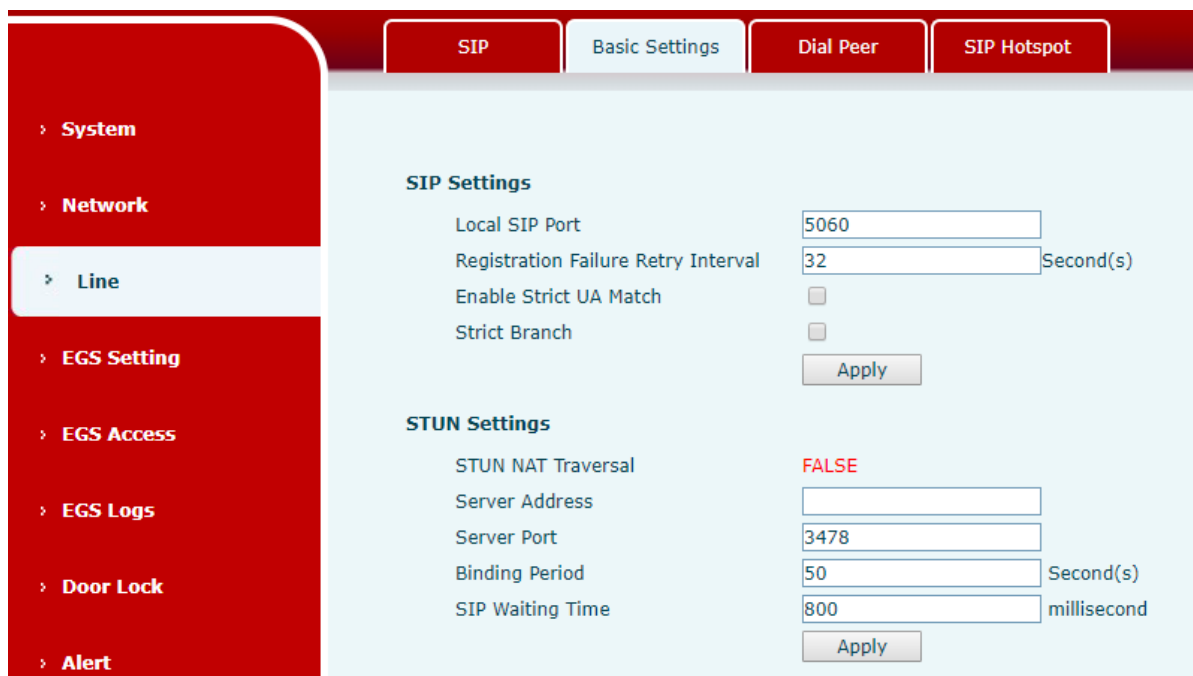 SIP
Basic Settings
Dial Peer
SIP Hotspot
System
Network
Line
EGS Setting
EGS Access
EGS Logs
Door Lock
Alert
SIP Settings
Local SIP Port 5060
Registration Failure Retry Interval 32 Second(s)
Enable Strict UA Match
Strict Branch
Apply
STUN Settings
STUN NAT Traversal FALSE
Server Address
Server Port 3478
Binding Period 50 Second(s)
SIP Waiting Time 800 millisecond
Apply